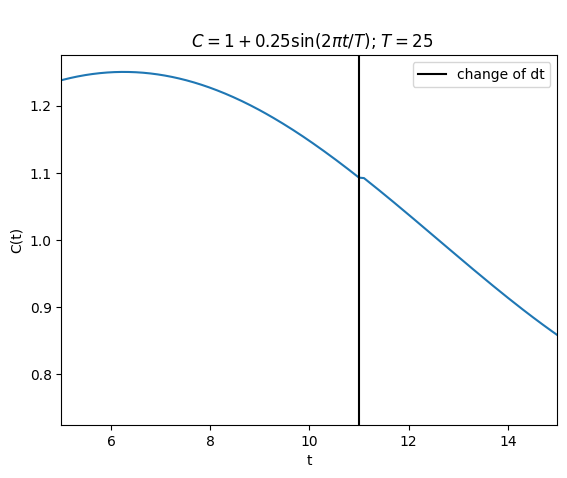 C = 1 + 0.25sin(2πt/T); T = 25
change of dt
1.2
1.1
1.0
0.9
0.8
C(t)
6 8 10 12 14
t